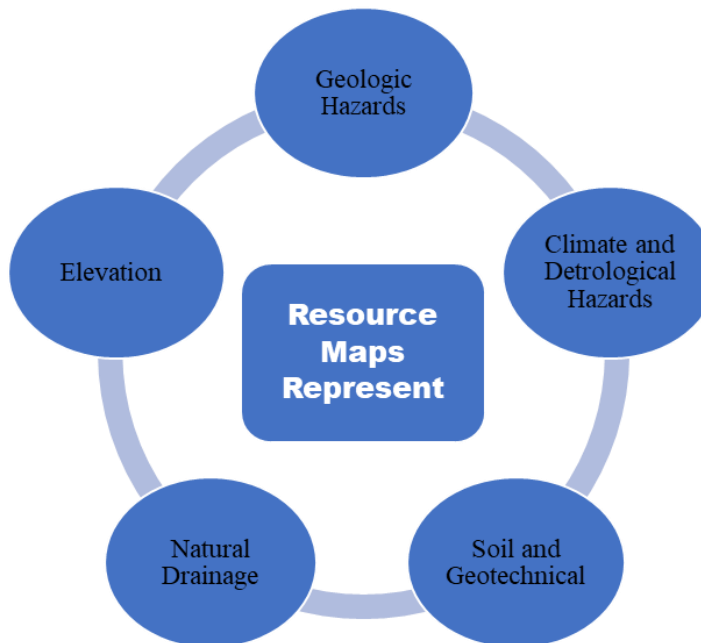 Geologic
Hazards
Climate and
Detrological
Hazards
Elevation
Resource
Maps
Represent
Natural
Drainage
Soil and
Geotechnical